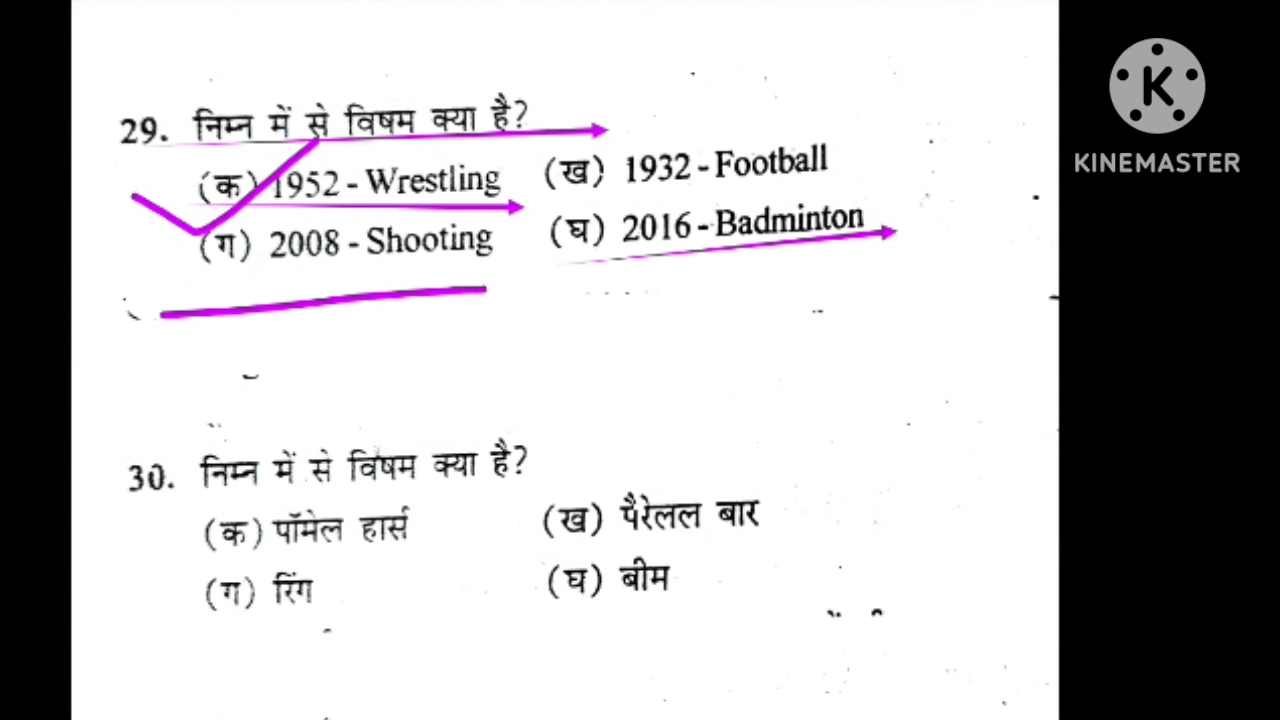 29. निम्न में से विषम क्या है?
(क) 1952 - Wrestling (ख) 1932 - Football
(ग) 2008 - Shooting (घ) 2016 - Badminton
30. निम्न में से विषम क्या है?
(क) पॉमेल हार्स (ख) पैरेलल बार
(ग) रिंग (घ) बीम
K
KINEMASTER